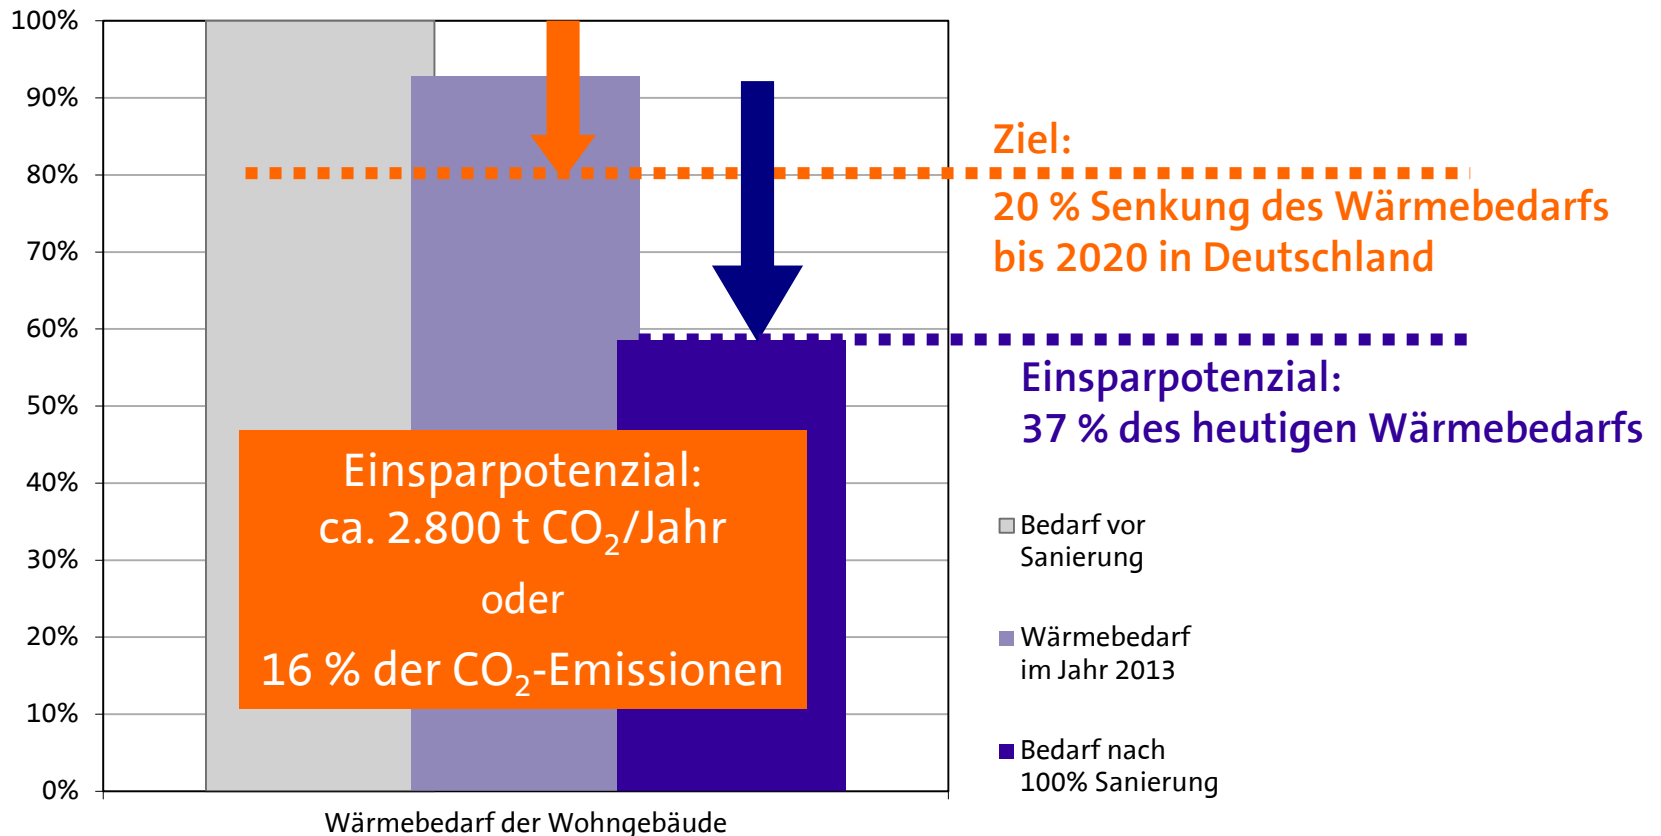 100%
90%
80%
70%
60%
50%
40%
30%
20%
10%
0%
Wärmebedarf der Wohngebäude
Einsparpotenzial:
ca. 2.800 t CO₂/Jahr
oder
16 % der CO₂-Emissionen
Ziel:
20 % Senkung des Wärmebedarfs
bis 2020 in Deutschland
Einsparpotenzial:
37 % des heutigen Wärmebedarfs
Bedarf vor
Sanierung
Wärmebedarf
im Jahr 2013
Bedarf nach
100% Sanierung